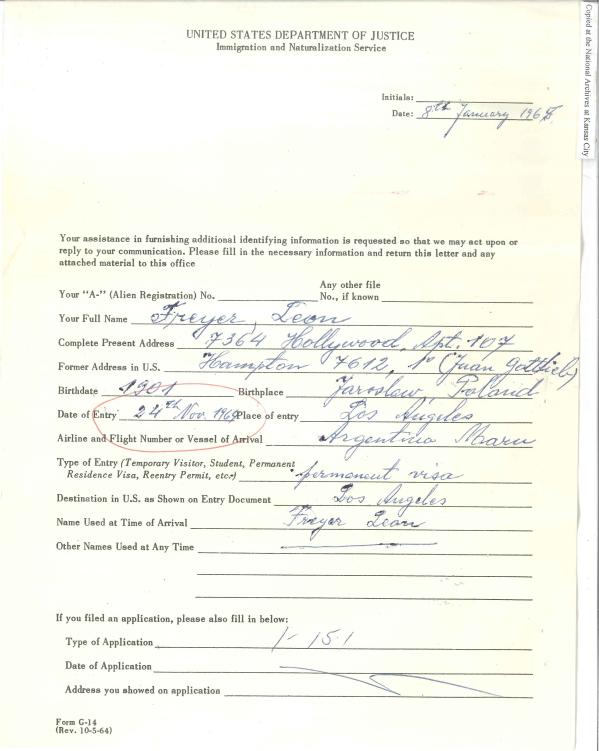 UNITED STATES DEPARTMENT OF JUSTICE
Immigration and Naturalization Service
Copied at the National Archives at Kansas City
Initials:
Date: 8th January 1965
Your assistance in furnishing additional identifying information is requested so that we may act upon or
reply to your communication. Please fill in the necessary information and return this letter and any
attached material to this office
Your "A-" (Alien Registration) No. Any other file No., if known
Your Full Name Freyer, Leon
Complete Present Address 7364 Hollywood, Apt. 107
Former Address in U.S. Hampton 7612, (Juan Gottlieb)
Birthdate 1901 Birthplace Jaroslaw, Poland
Date of Entry 24th Nov. 1969 Place of entry Los Angeles
Airline and Flight Number or Vessel of Arrival Argentina Maru
Type of Entry (Temporary Visitor, Student, Permanent
Residence Visa, Reentry Permit, etc.) permanent visa
Destination in U.S. as Shown on Entry Document Los Angeles
Name Used at Time of Arrival Freyer Leon
Other Names Used at Any Time
If you filed an application, please also fill in below:
Type of Application I-151
Date of Application
Address you showed on application
Form G-14
(Rev. 10-5-64)